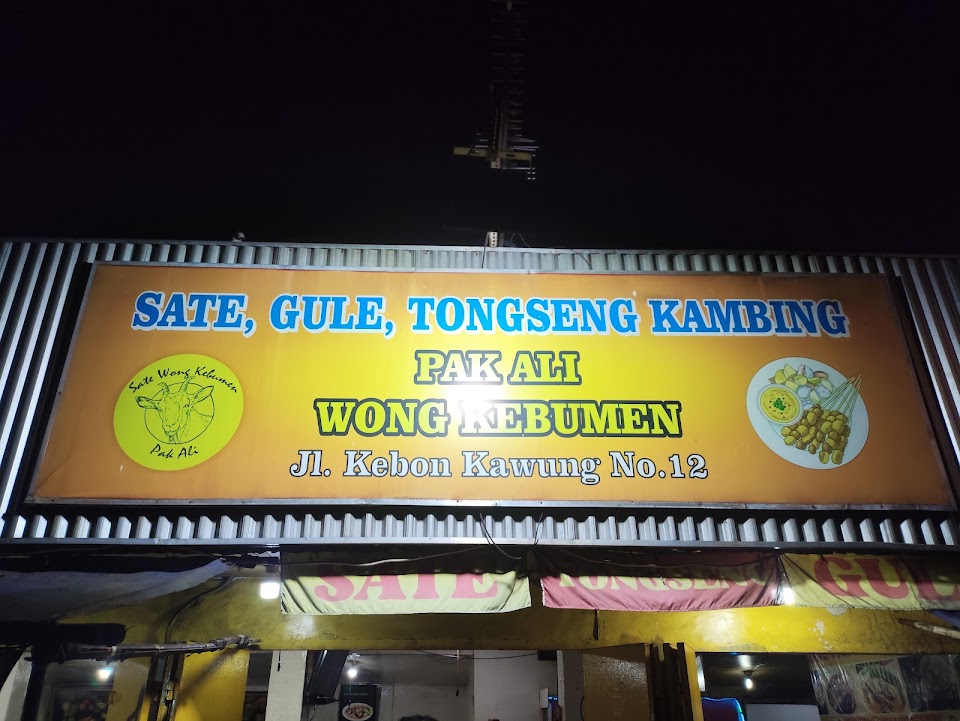 SATE, GULE, TONGSENG KAMBING
PAK ALI
WONG KEBUMEN
Jl. Kebon Kawung No.12
Sate Wong Kebumen
Pak Ali
SATE
TONGSENG
GUL